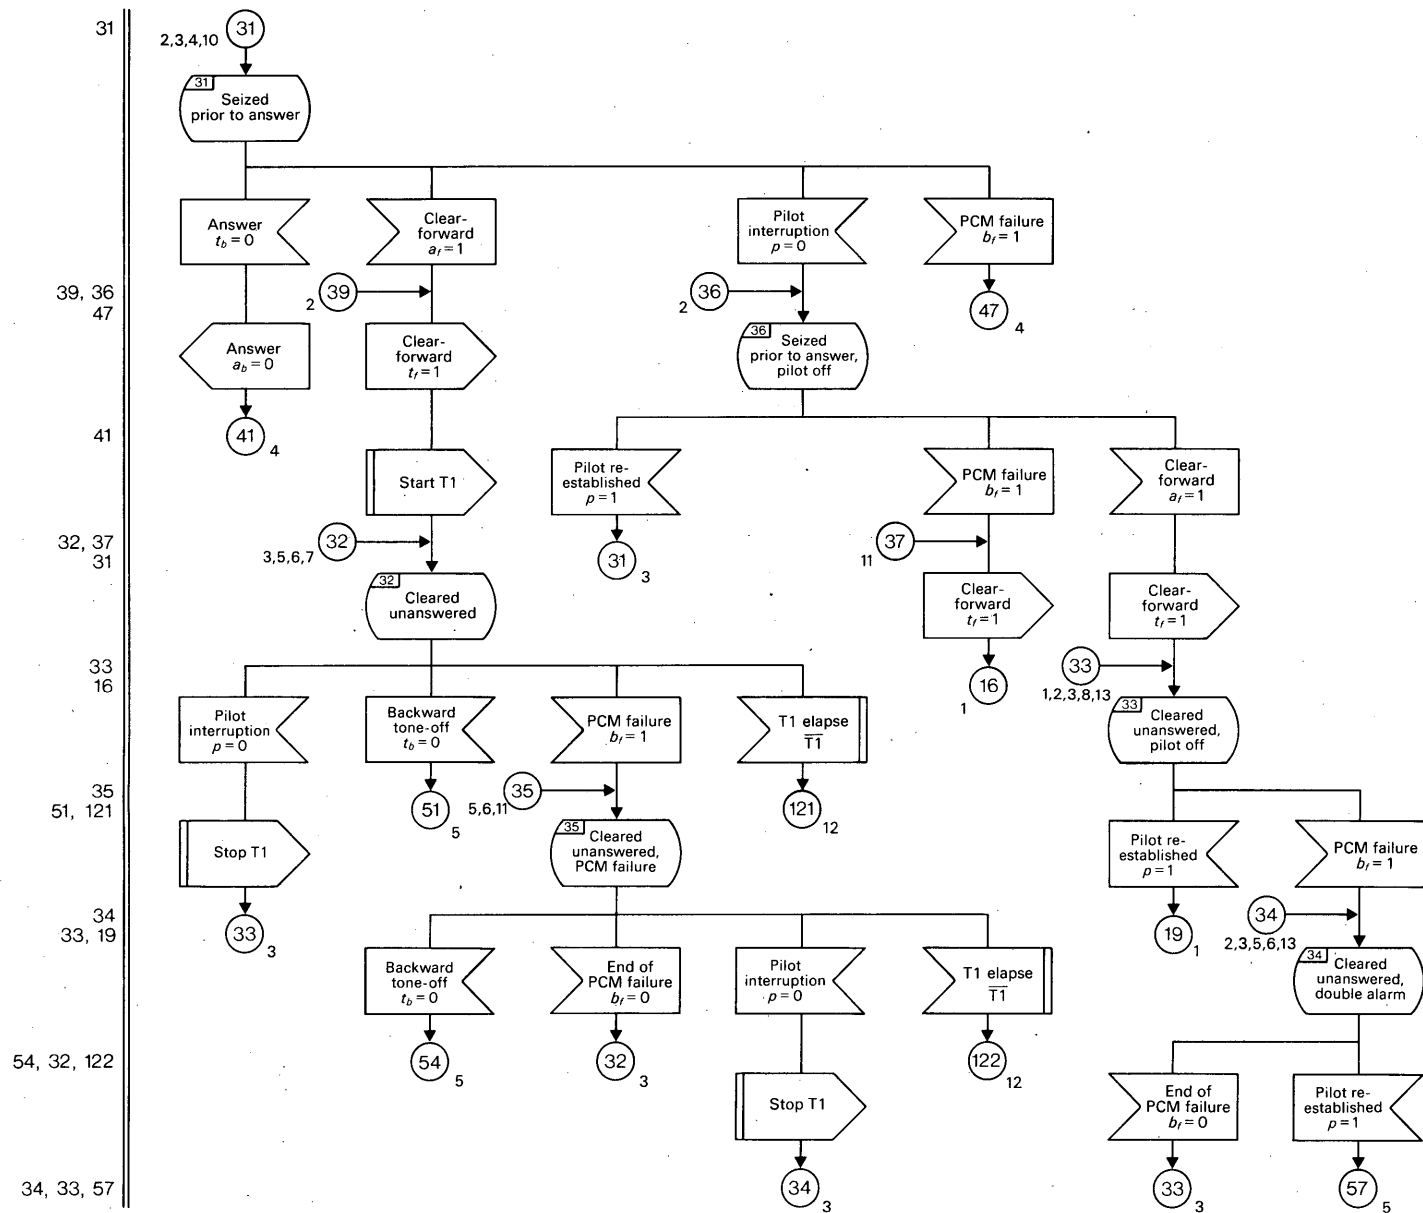 31
31
2,3,4,10
31
Seized
prior to answer
Answer
t_b = 0
Clear-
forward
a_f = 1
Pilot
interruption
p = 0
PCM failure
b_f = 1
39, 36
47
39
2
36
2
47
4
Answer
a_b = 0
Clear-
forward
t_f = 1
36
Seized
prior to answer,
pilot off
41
41
4
Start T1
Pilot re-
established
p = 1
PCM failure
b_f = 1
Clear-
forward
a_f = 1
32, 37
31
32
3,5,6,7
31
3
37
11
32
Cleared
unanswered
Clear-
forward
t_f = 1
Clear-
forward
t_f = 1
33
16
16
1
33
1,2,3,8,13
Pilot
interruption
p = 0
Backward
tone-off
t_b = 0
PCM failure
b_f = 1
T1 elapse
T1
33
Cleared
unanswered,
pilot off
35
51, 121
51
5
35
5,6,11
121
12
Stop T1
35
Cleared
unanswered,
PCM failure
Pilot re-
established
p = 1
PCM failure
b_f = 1
34
33, 19
33
3
19
1
34
2,3,5,6,13
Backward
tone-off
t_b = 0
End of
PCM failure
b_f = 0
Pilot
interruption
p = 0
T1 elapse
T1
34
Cleared
unanswered,
double alarm
54, 32, 122
54
5
32
3
122
12
Stop T1
End of
PCM failure
b_f = 0
Pilot re-
established
p = 1
34, 33, 57
34
3
33
3
57
5